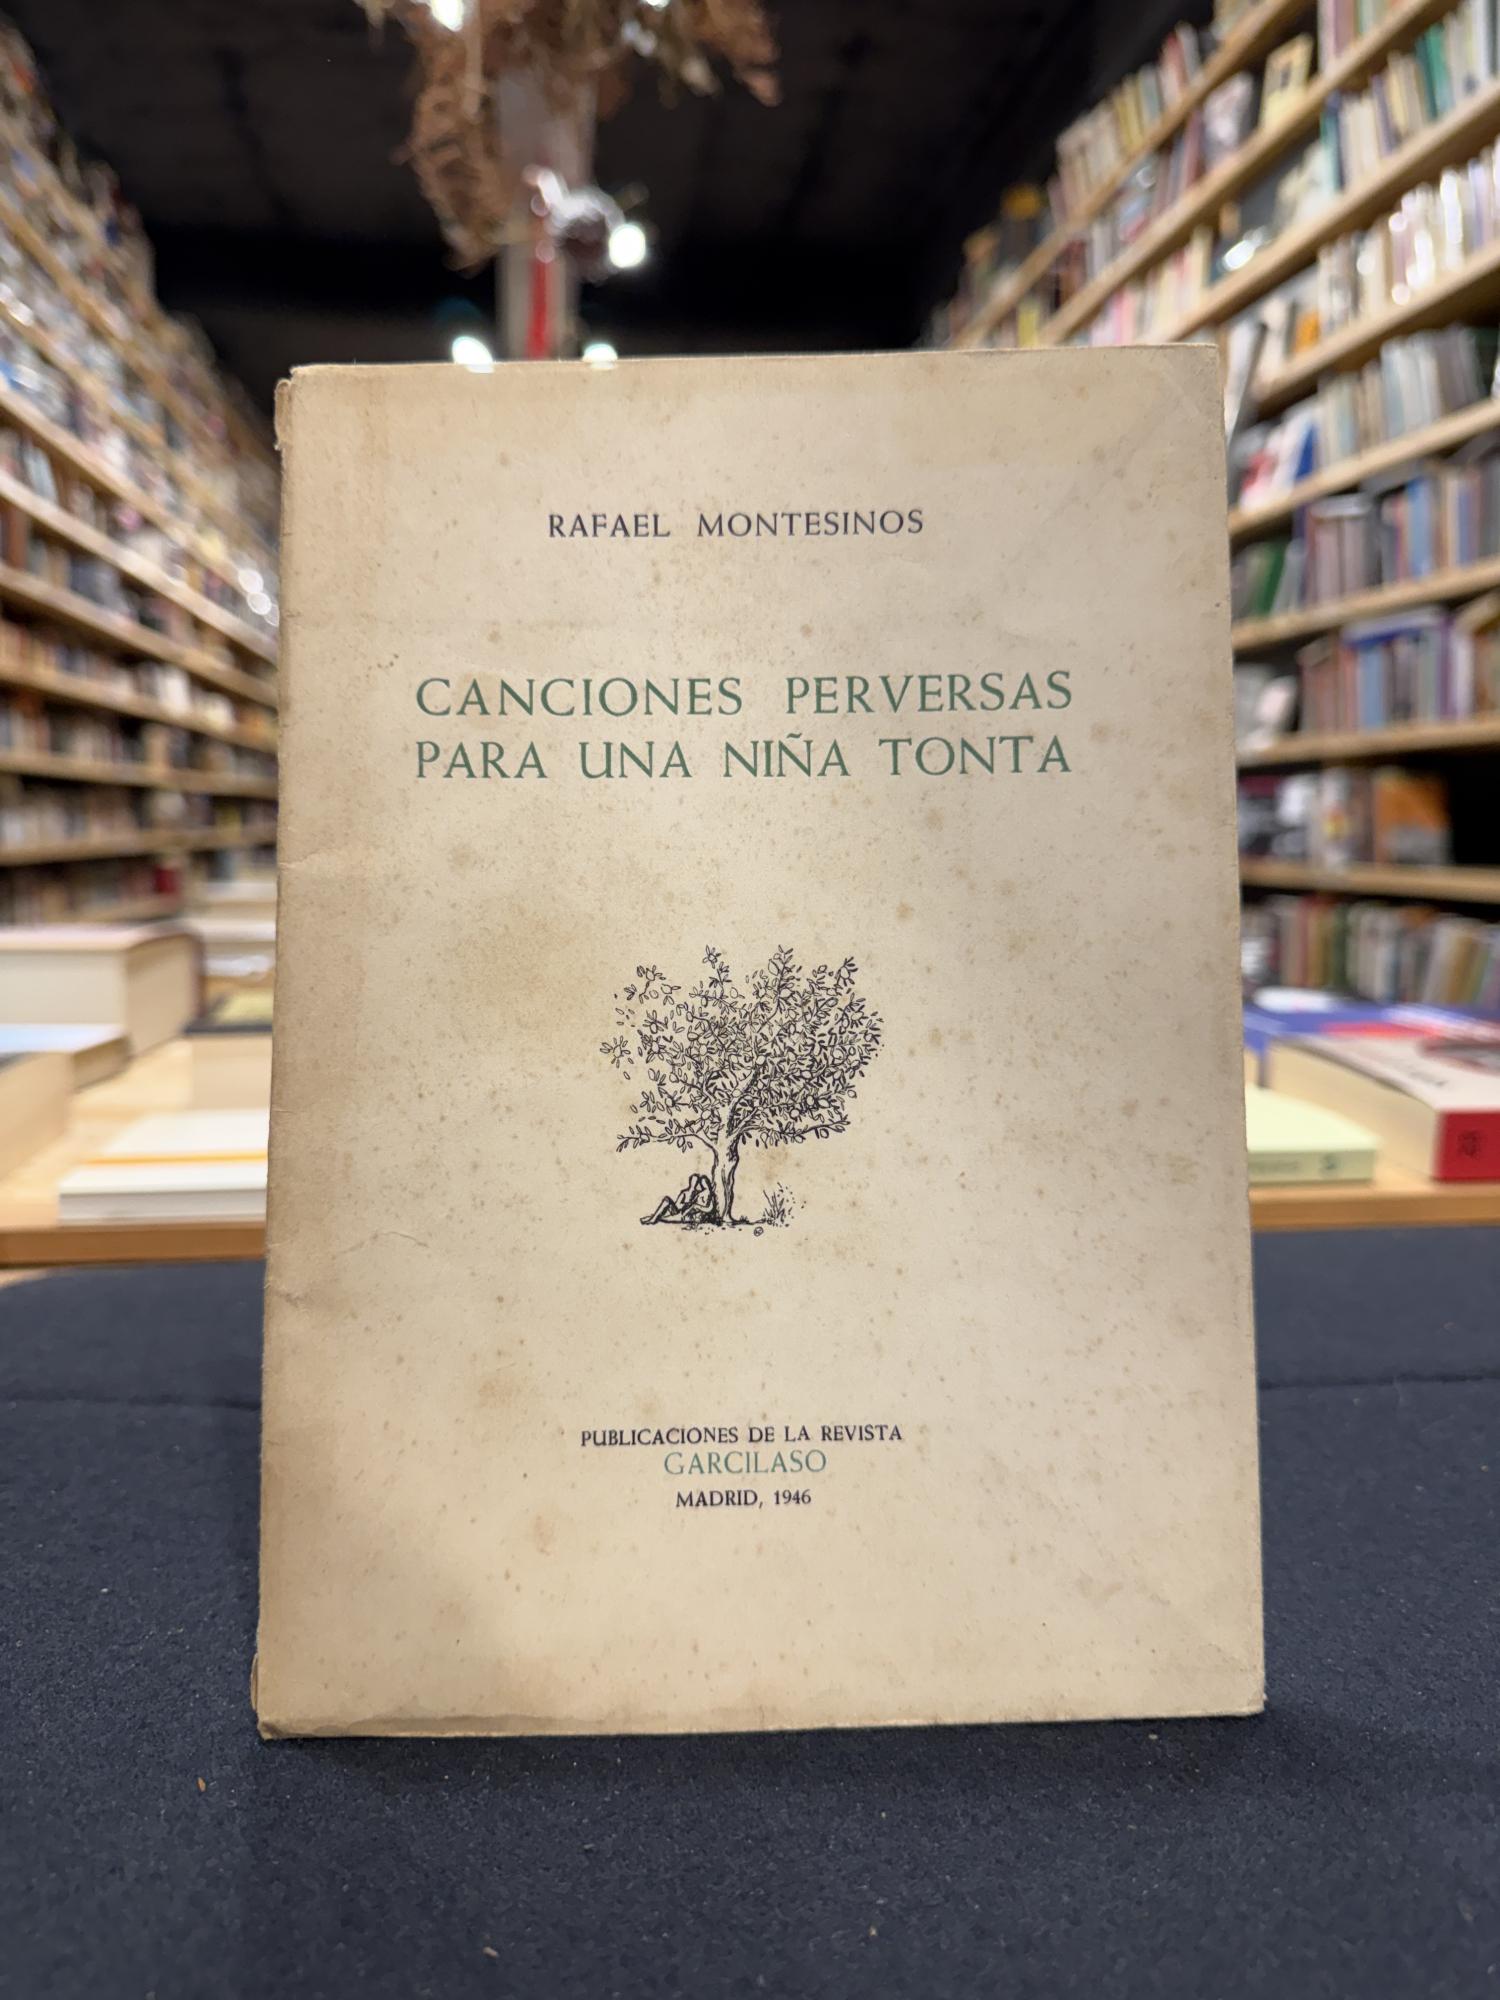 RAFAEL MONTESINOS
CANCIONES PERVERSAS
PARA UNA NIÑA TONTA
PUBLICACIONES DE LA REVISTA
GARCILASO
MADRID, 1946